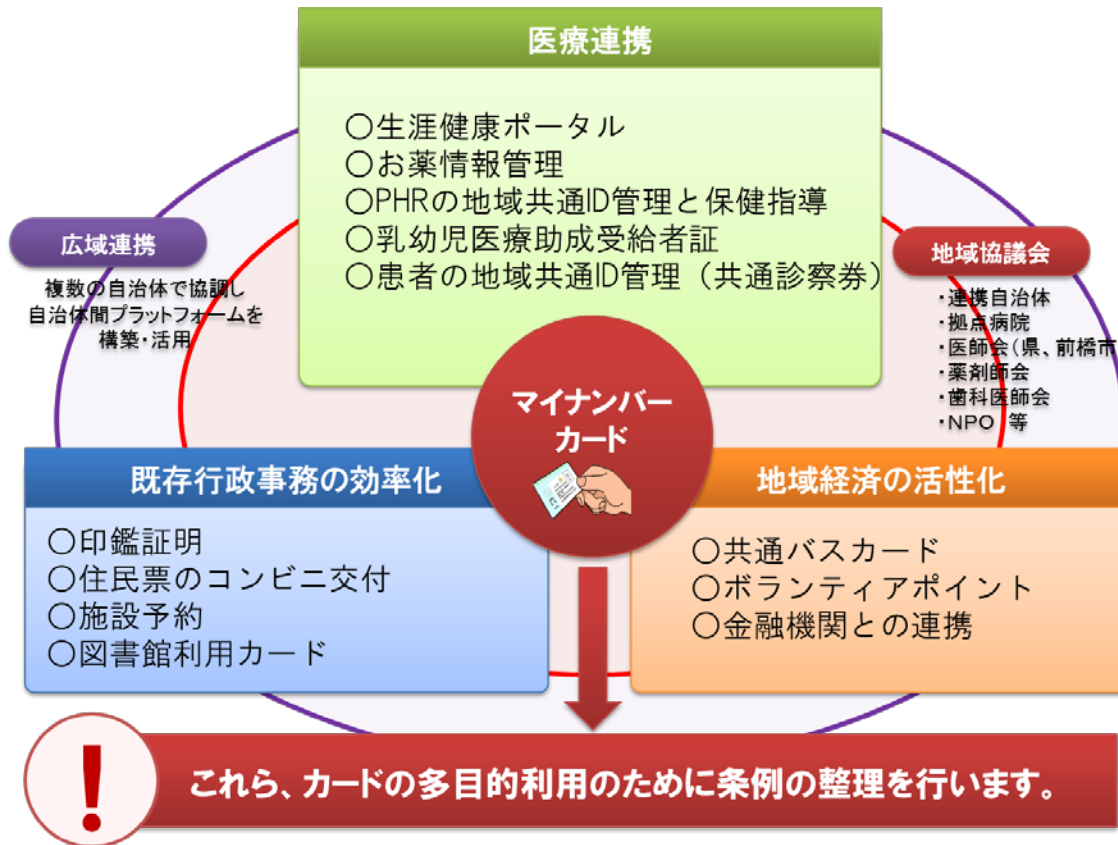 医療連携
○生涯健康ポータル
○お薬情報管理
○PHRの地域共通ID管理と保健指導
○乳幼児医療助成受給者証
○患者の地域共通ID管理（共通診察券）
広域連携
複数の自治体で協調し
自治体間プラットフォームを
構築・活用
地域協議会
・連携自治体
・拠点病院
・医師会（県、前橋市
・薬剤師会
・歯科医師会
・NPO 等
マイナンバー
カード
既存行政事務の効率化
○印鑑証明
○住民票のコンビニ交付
○施設予約
○図書館利用カード
地域経済の活性化
○共通バスカード
○ボランティアポイント
○金融機関との連携
！
これら、カードの多目的利用のために条例の整理を行います。